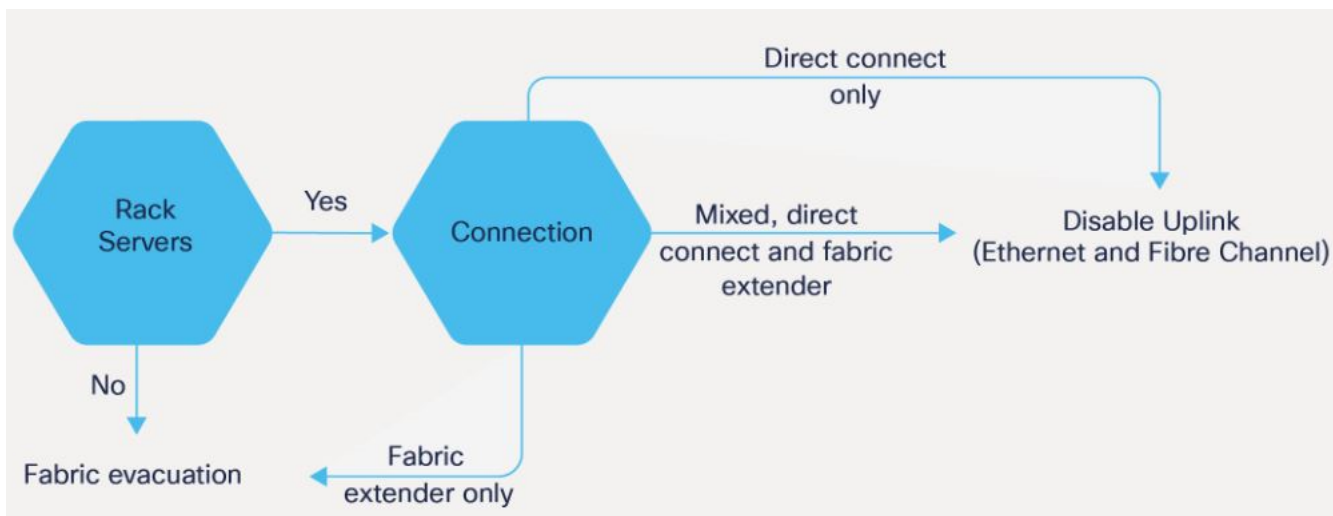 Direct connect
only
Rack
Servers
Yes
Connection
Mixed, direct
connect and fabric
extender
Disable Uplink
(Ethernet and Fibre Channel)
No
Fabric evacuation
Fabric
extender only